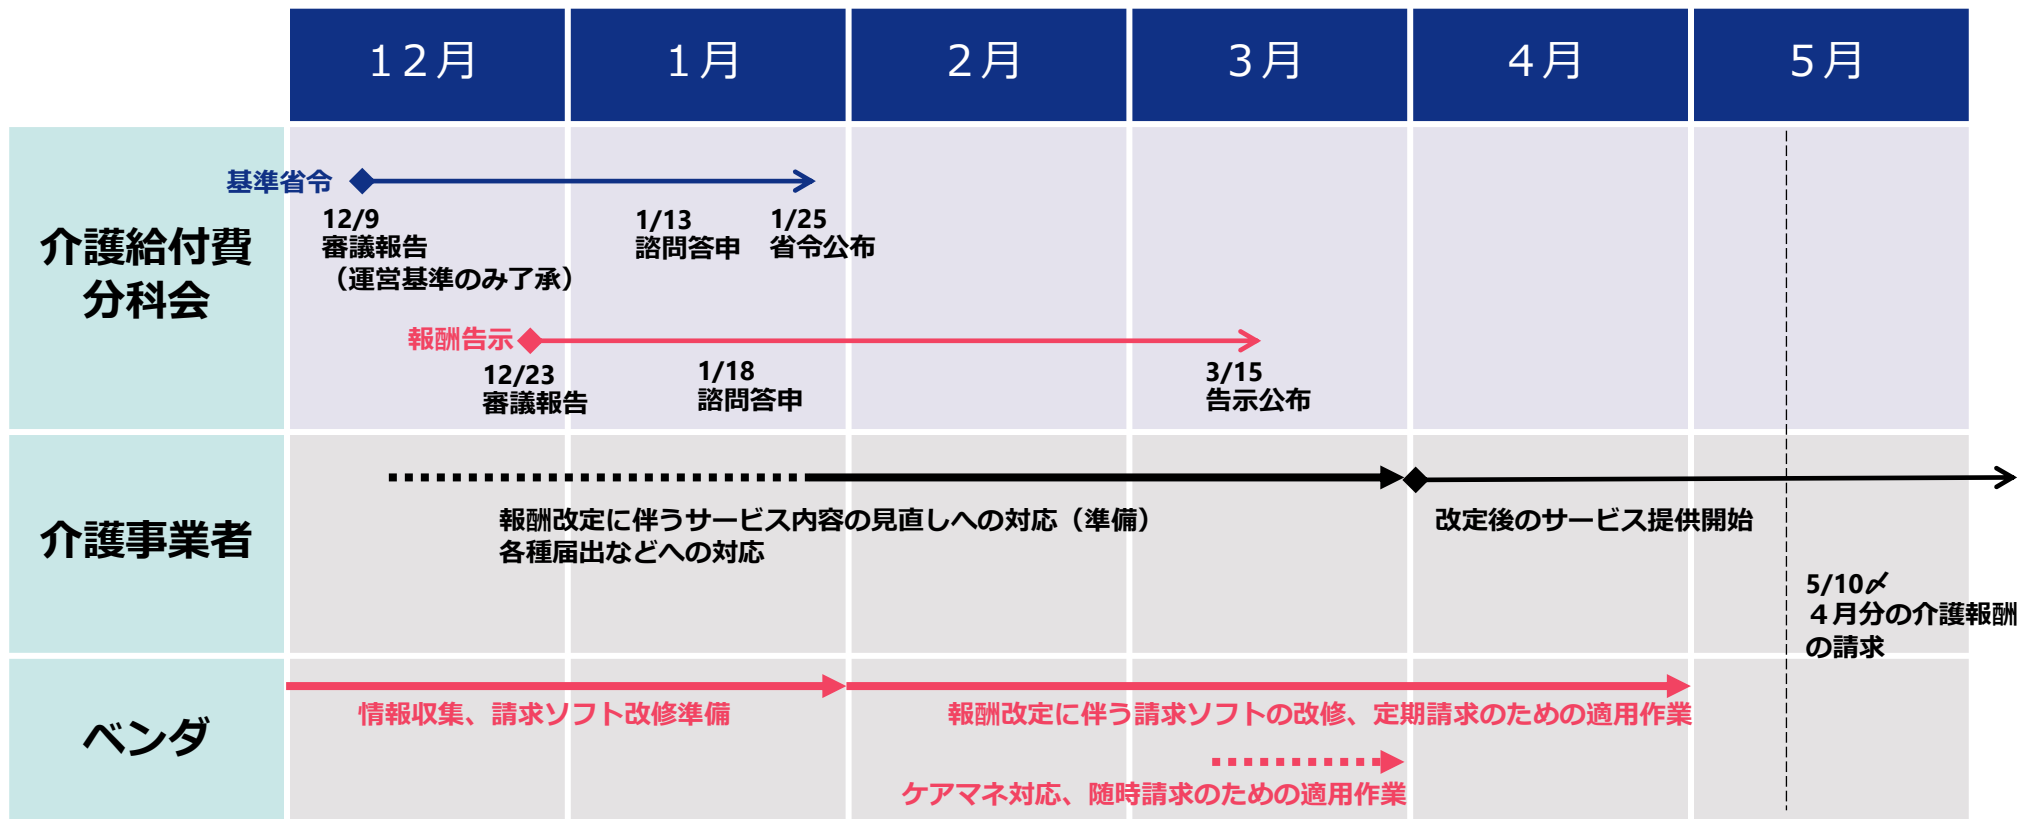 １２月
１月
２月
３月
４月
５月
介護給付費
分科会
基準省令
12/9
審議報告
（運営基準のみ了承）
1/13
諮問答申
1/25
省令公布
報酬告示
12/23
審議報告
1/18
諮問答申
3/15
告示公布
介護事業者
報酬改定に伴うサービス内容の見直しへの対応（準備）
各種届出などへの対応
改定後のサービス提供開始
5/10〆
４月分の介護報酬
の請求
ベンダ
情報収集、請求ソフト改修準備
報酬改定に伴う請求ソフトの改修、定期請求のための適用作業
ケアマネ対応、随時請求のための適用作業